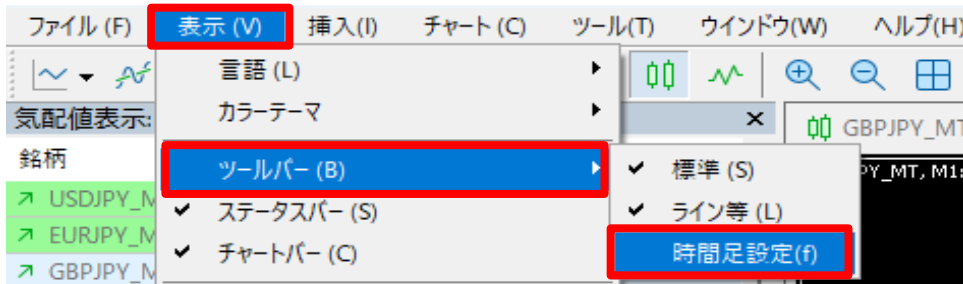 ファイル (F) 表示 (V) 挿入(I) チャート (C) ツール(T) ウインドウ(W) ヘルプ(H)
言語 (L)
カラーテーマ
気配値表示:
GBPJPY_MT
銘柄
ツールバー (B)
標準 (S)
PY_MT, M1:
USDJPY_M
ステータスバー (S)
ライン等 (L)
EURJPY_M
チャートバー (C)
時間足設定(f)
GBPJPY_M